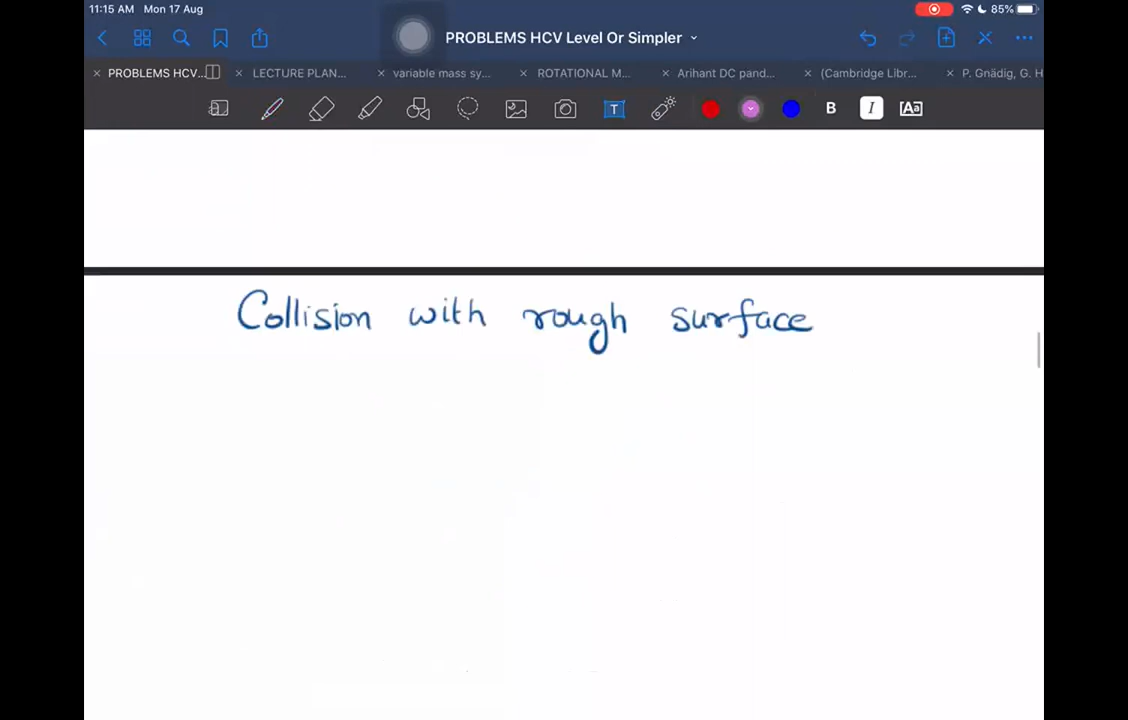 11:15 AM Mon 17 Aug
85%
PROBLEMS HCV Level Or Simpler
PROBLEMS HCV...
LECTURE PLAN...
variable mass sy...
ROTATIONAL M...
Arihant DC pand...
(Cambridge Libr...
P. Gnädig, G. H
T
B
I
Aa
Collision with rough surface